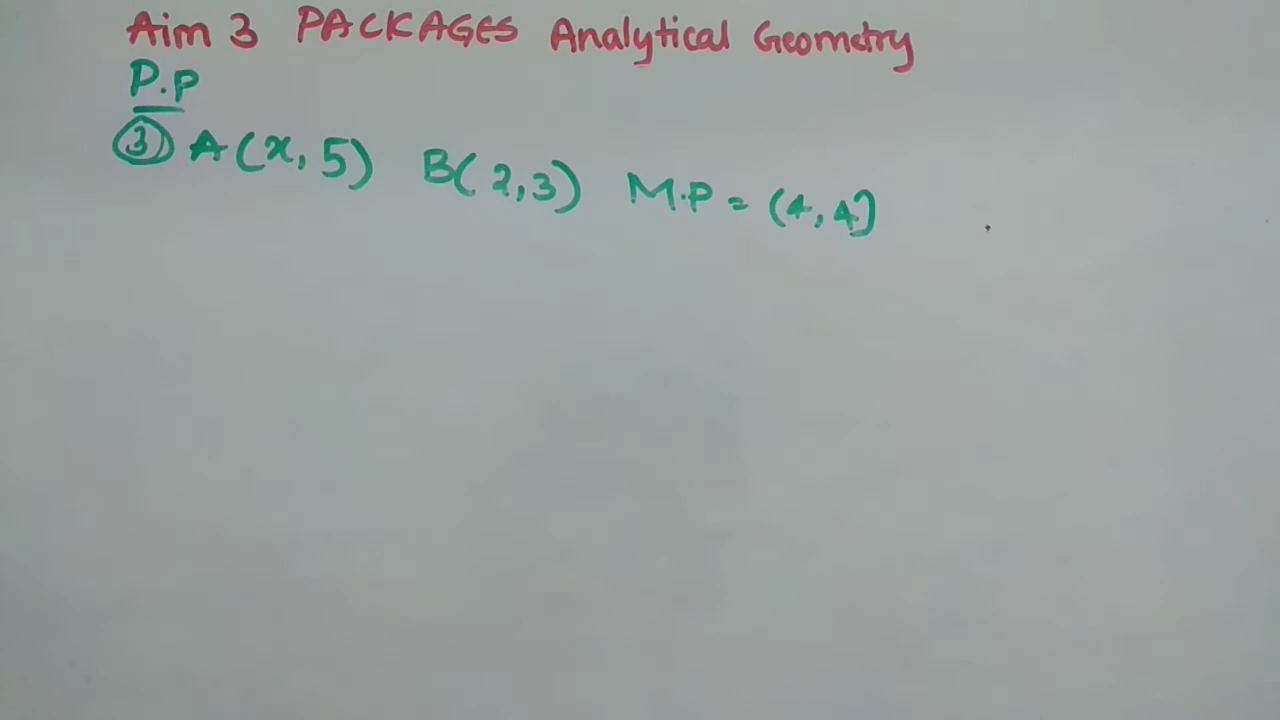 Aim 3 PACKAGES Analytical Geometry
P.P
③ A(x, 5) B(2,3) M.P = (4,4)